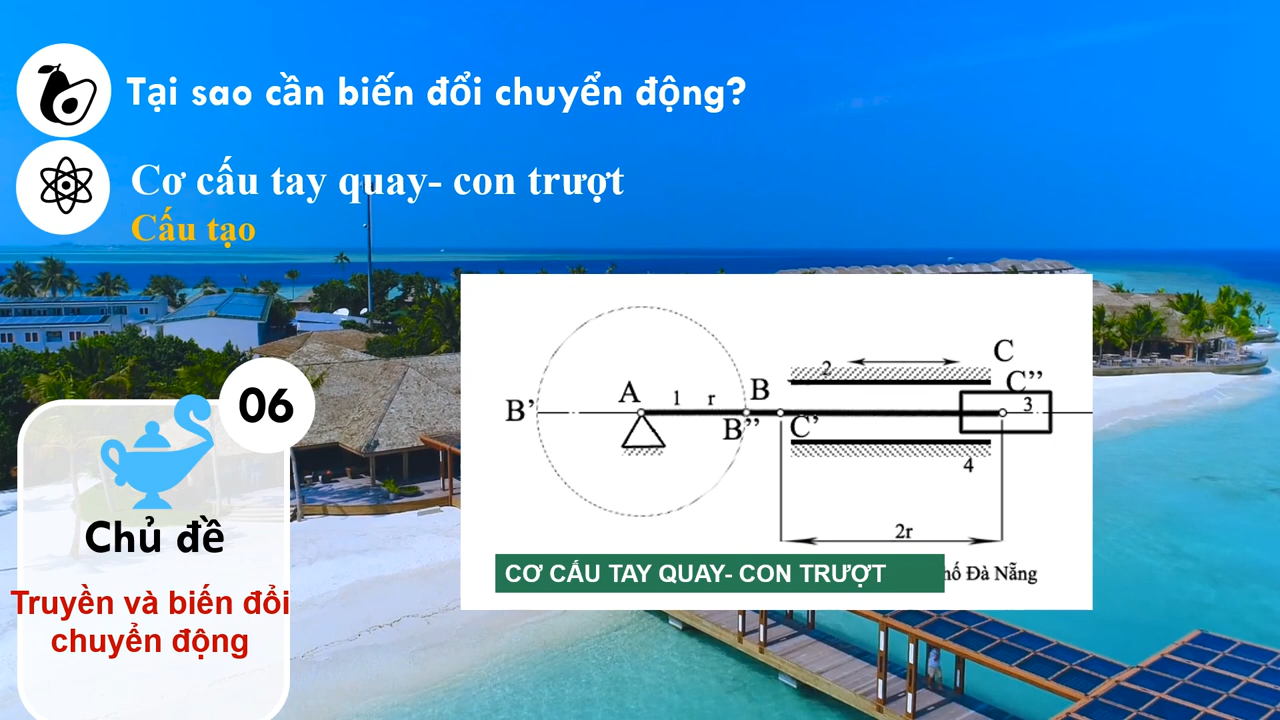 Tại sao cần biến đổi chuyển động?
Cơ cấu tay quay- con trượt
Cấu tạo
06
Chủ đề
Truyền và biến đổi
chuyển động
2
C
C’’
3
A
1
r
B
B’
B’’
C’
4
2r
CƠ CẤU TAY QUAY- CON TRƯỢT
Đà Nẵng